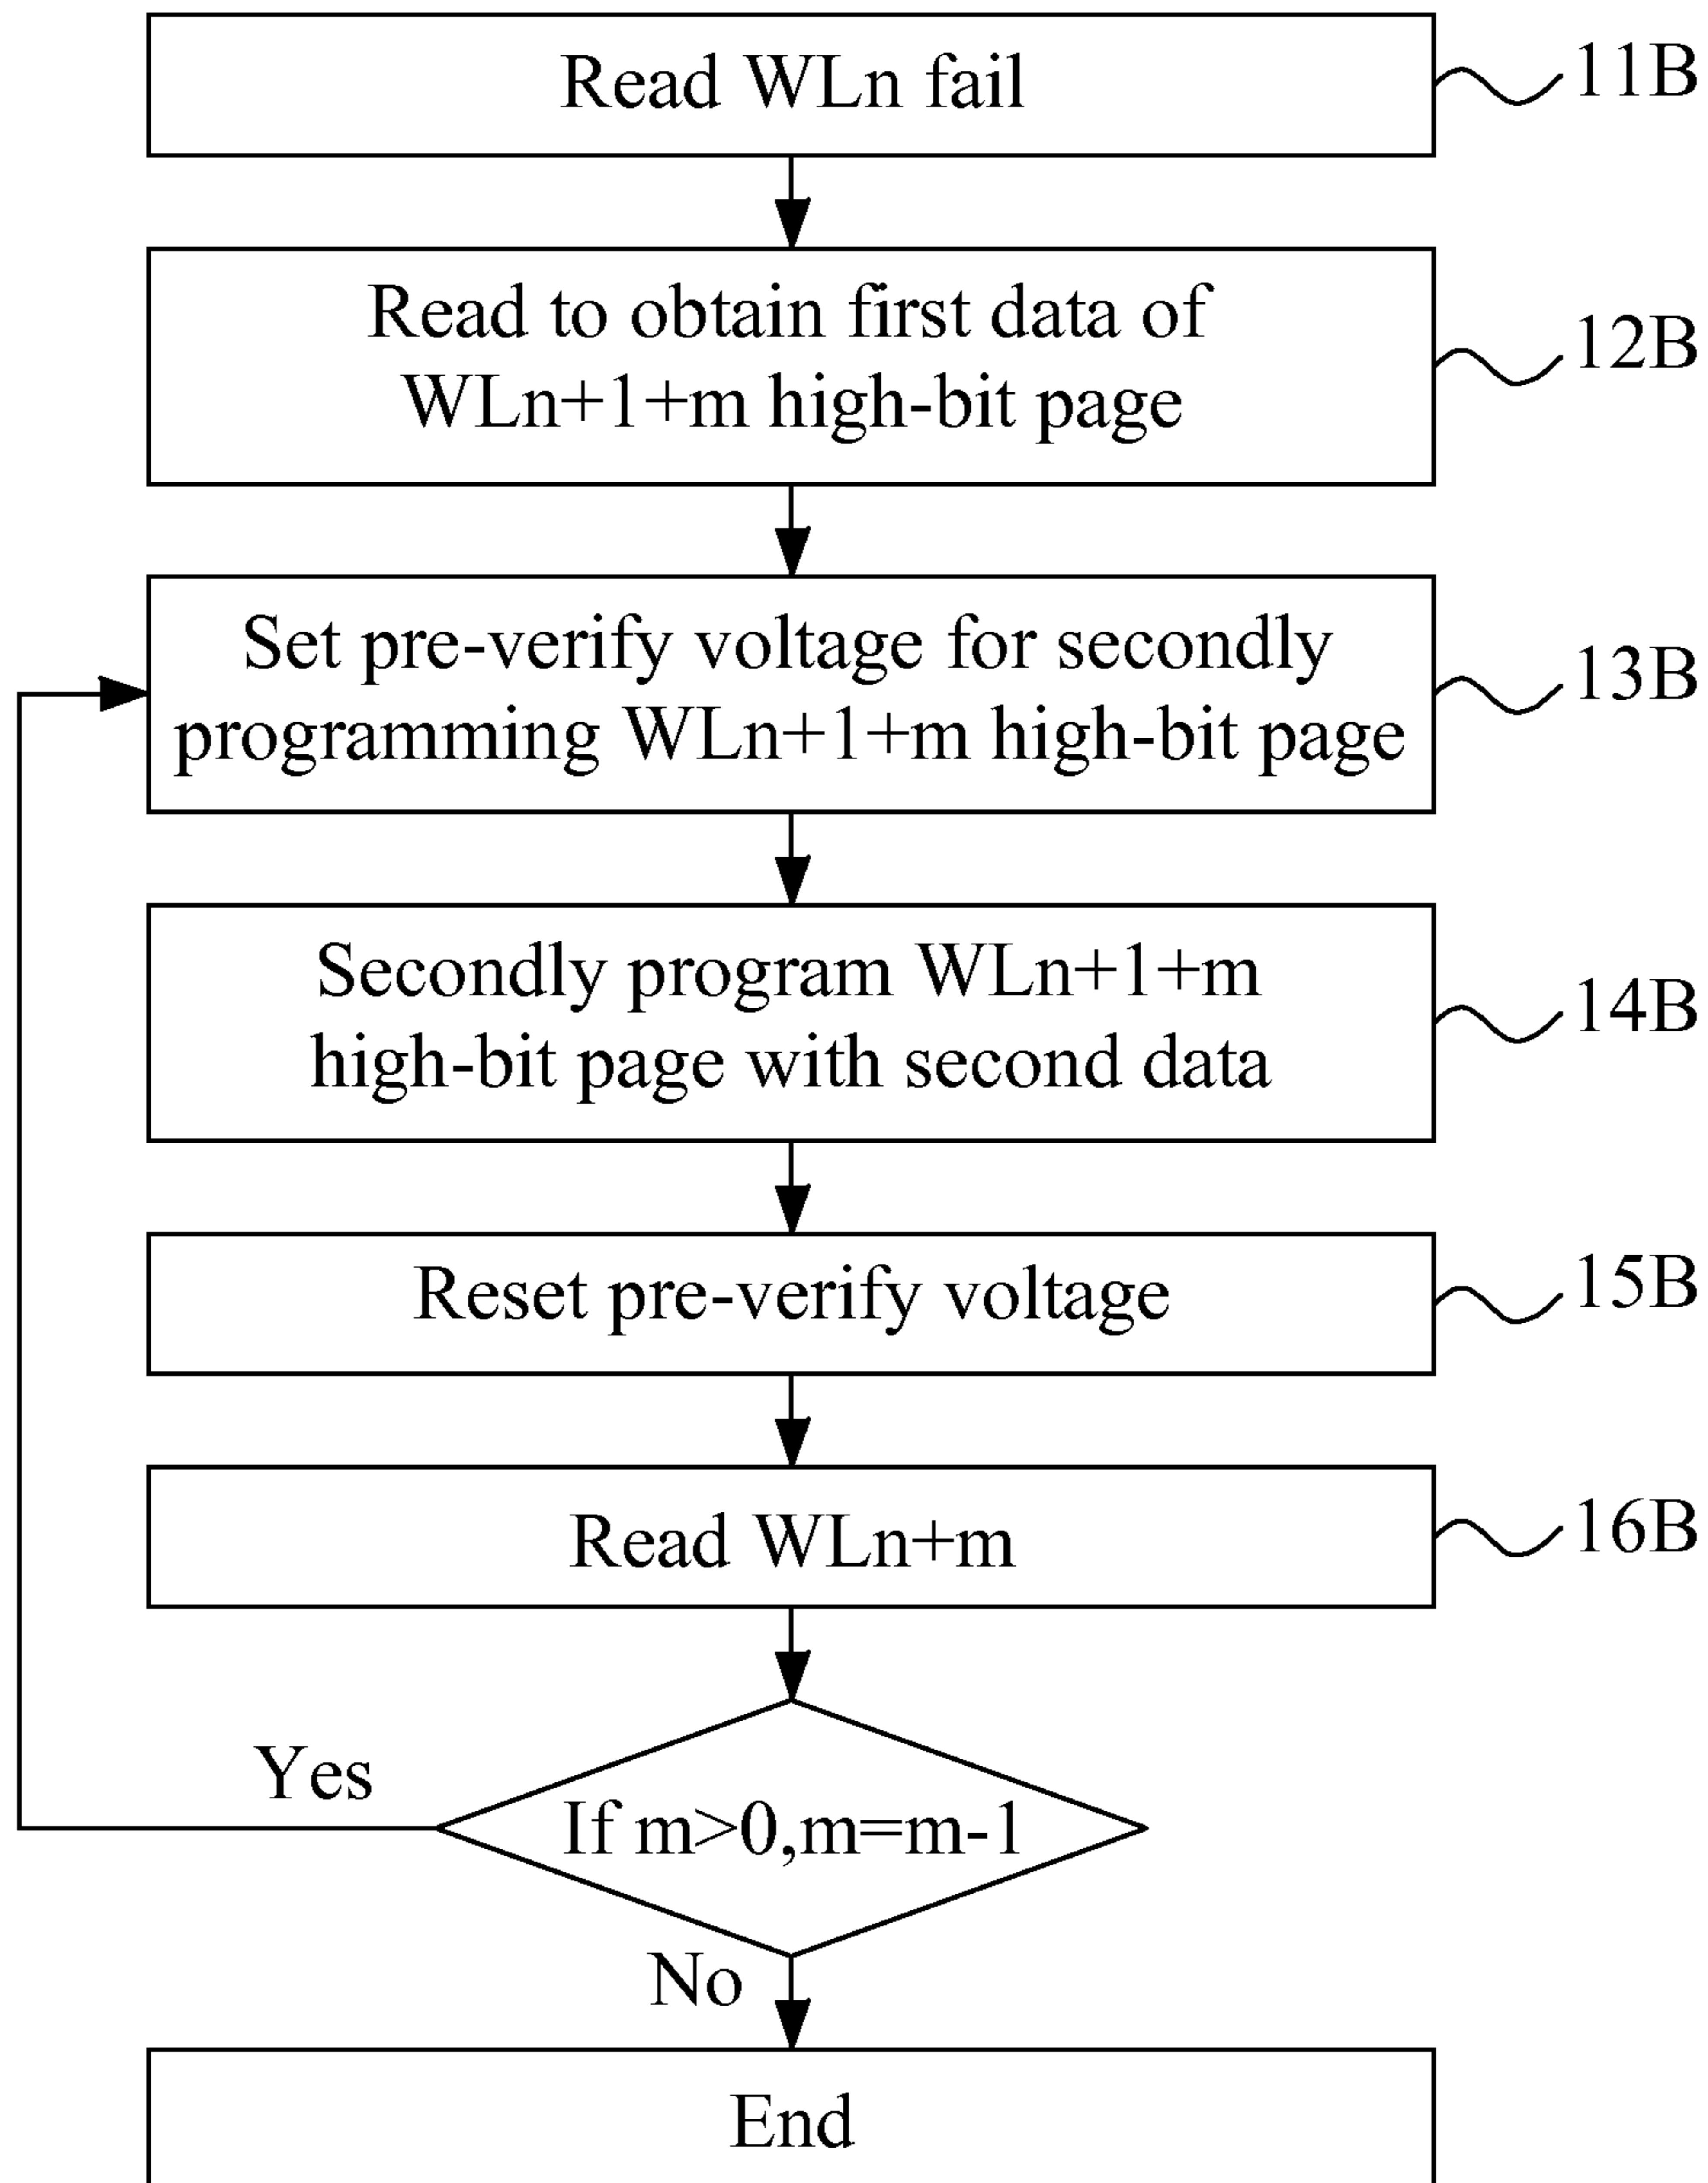 Read WLn fail
11B
Read to obtain first data of
WLn+1+m high-bit page
12B
Set pre-verify voltage for secondly
programming WLn+1+m high-bit page
13B
Secondly program WLn+1+m
high-bit page with second data
14B
Reset pre-verify voltage
15B
Read WLn+m
16B
Yes
If m>0,m=m-1
No
End